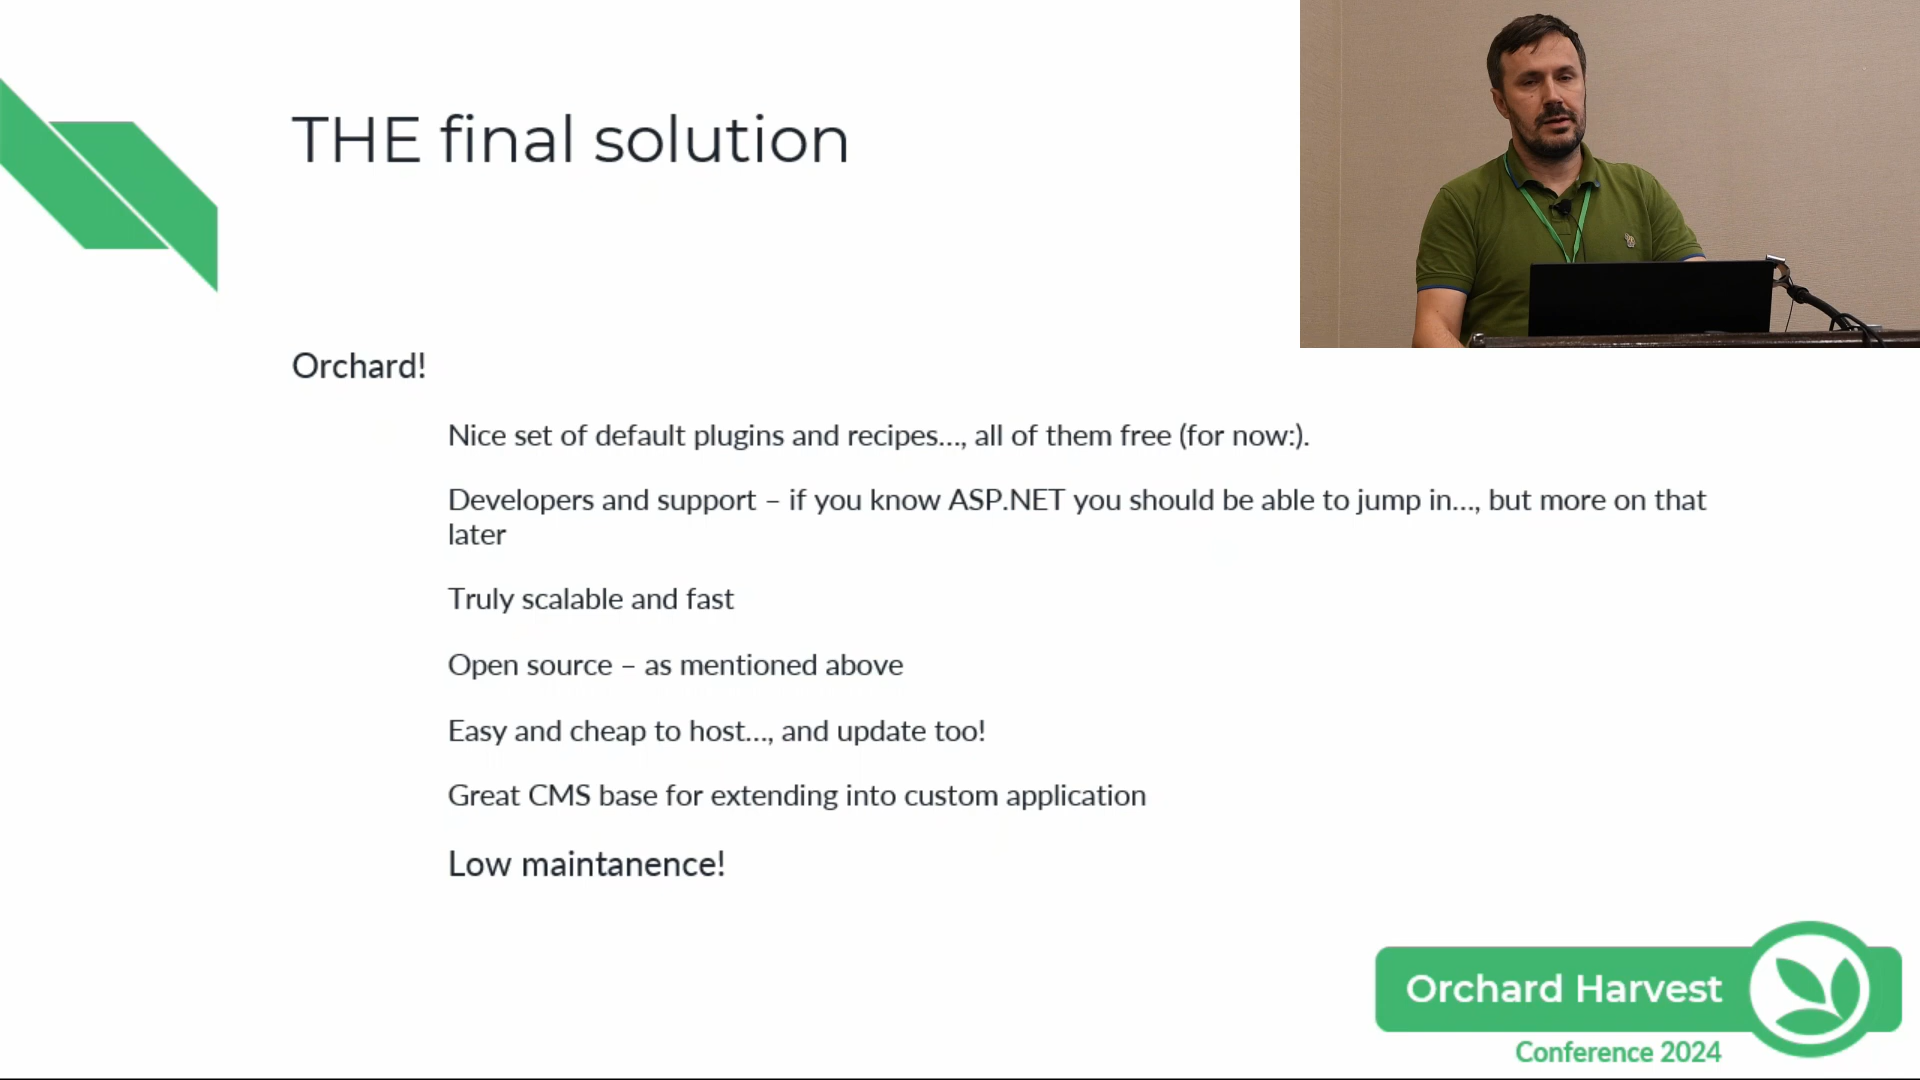 THE final solution
Orchard!
Nice set of default plugins and recipes..., all of them free (for now:).
Developers and support – if you know ASP.NET you should be able to jump in..., but more on that
later
Truly scalable and fast
Open source – as mentioned above
Easy and cheap to host..., and update too!
Great CMS base for extending into custom application
Low maintanence!
Orchard Harvest
Conference 2024